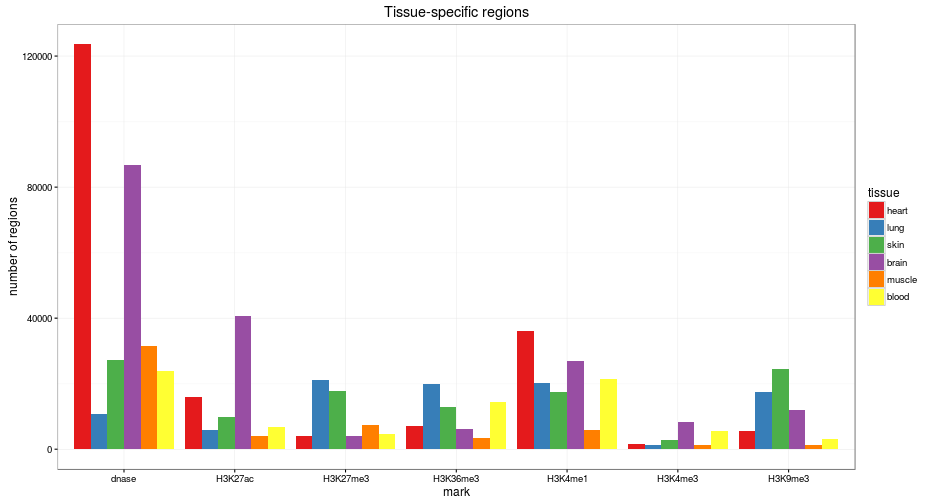 Tissue-specific regions
number of regions
120000
80000
40000
0
dnase
H3K27ac
H3K27me3
H3K36me3
H3K4me1
H3K4me3
H3K9me3
mark
tissue
heart
lung
skin
brain
muscle
blood